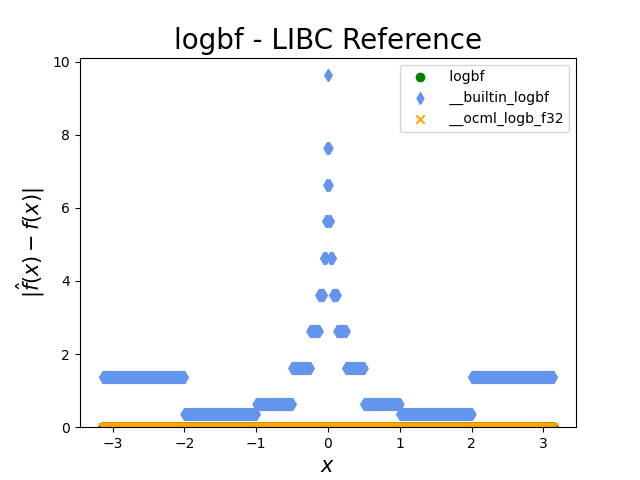 logbf - LIBC Reference
logbf
__builtin_logbf
__ocml_logb_f32
10
8
6
4
2
0
|f̂(x) − f(x)|
−3
−2
−1
0
1
2
3
x